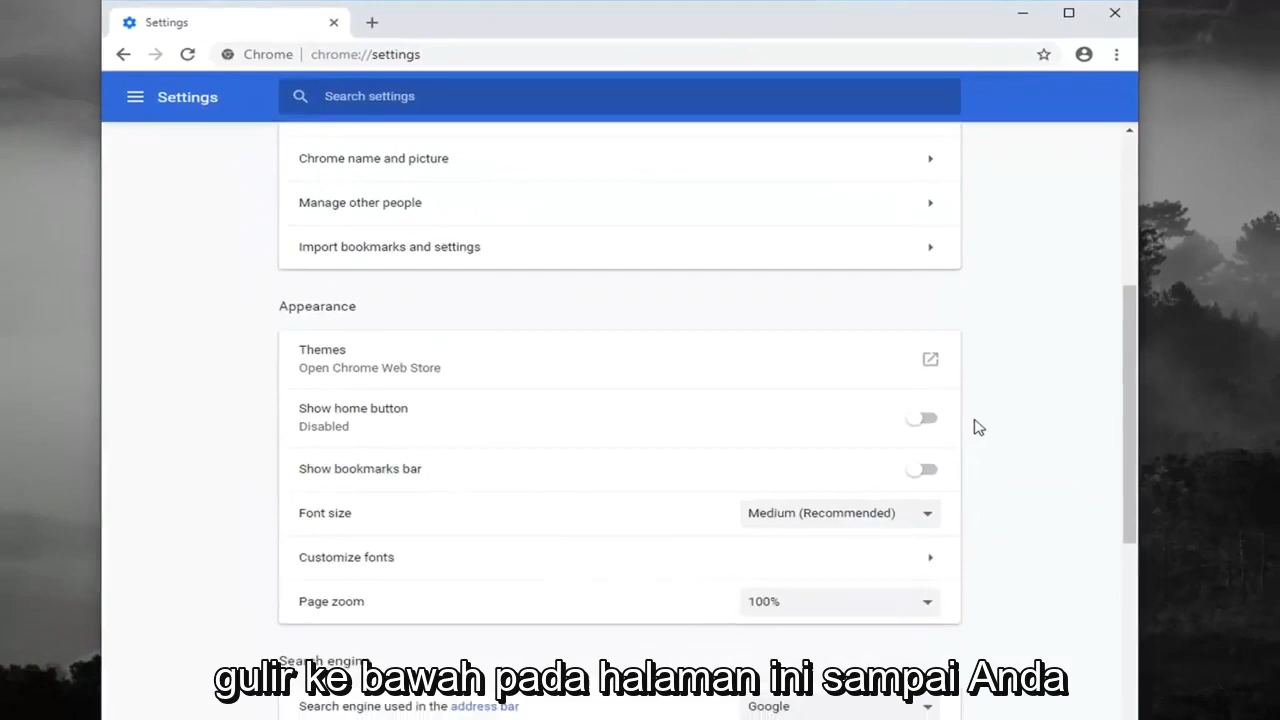 Settings
Chrome | chrome://settings
Settings
Search settings
Chrome name and picture
Manage other people
Import bookmarks and settings
Appearance
Themes
Open Chrome Web Store
Show home button
Disabled
Show bookmarks bar
Font size Medium (Recommended)
Customize fonts
Page zoom 100%
Search engine
gulir ke bawah pada halaman ini sampai Anda
Search engine used in the address bar Google